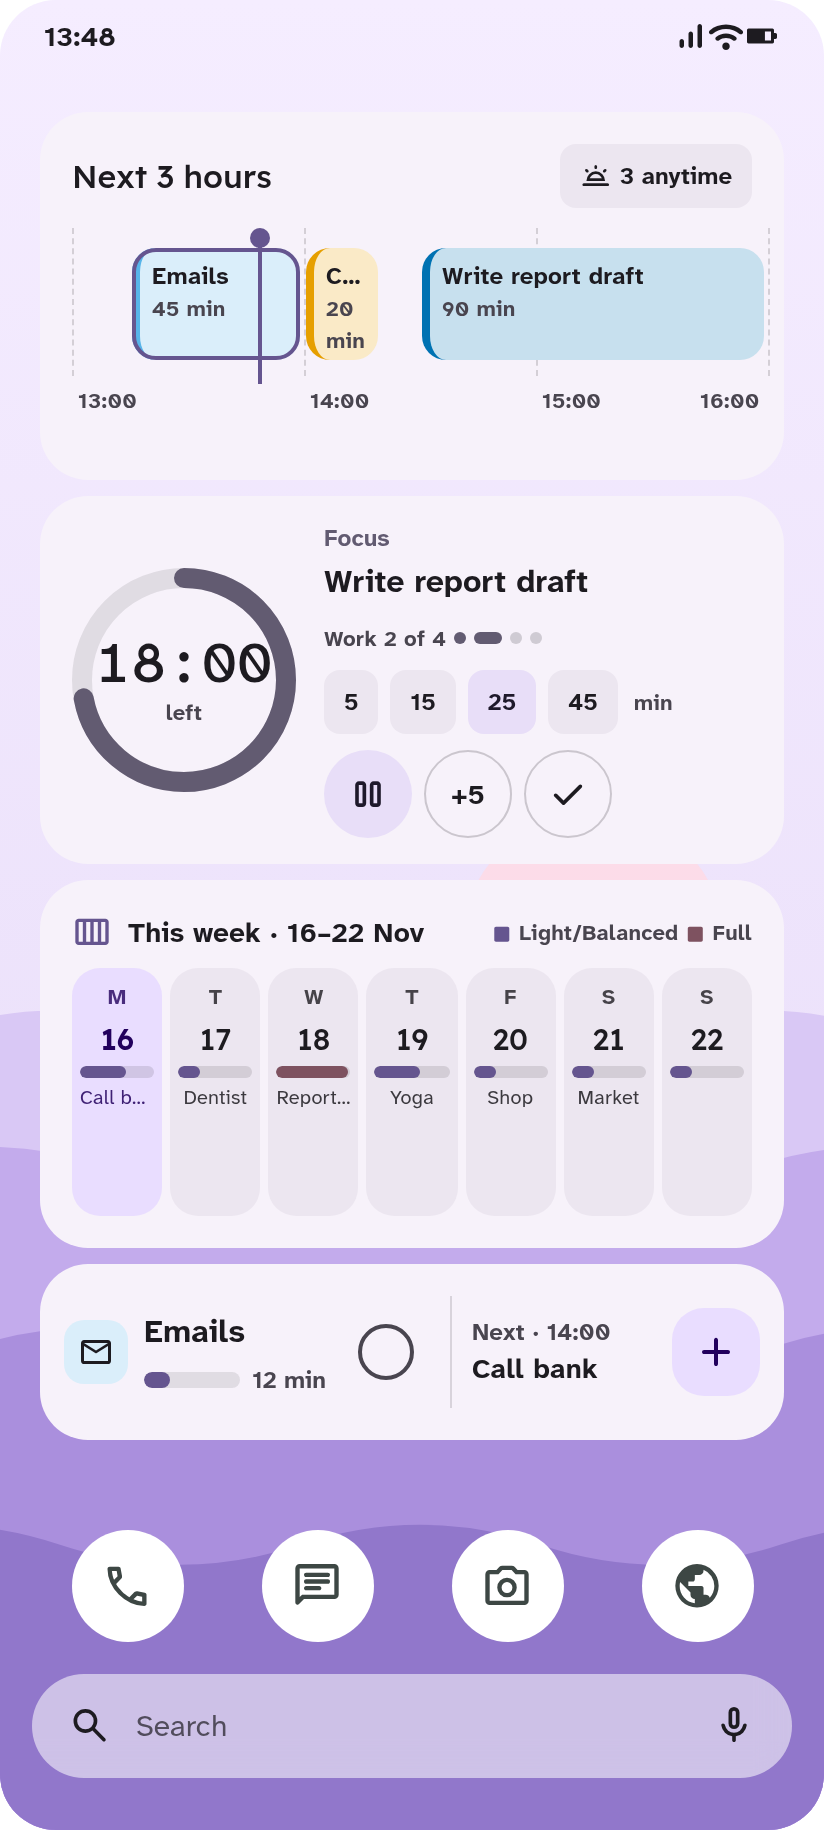 13:48
Next 3 hours
3 anytime
Emails
45 min
C...
20
min
Write report draft
90 min
13:00 14:00 15:00 16:00
Focus
Write report draft
18:00
left
Work 2 of 4
5 15 25 45 min
+5
This week · 16–22 Nov
Light/Balanced Full
M T W T F S S
16 17 18 19 20 21 22
Call b... Dentist Report... Yoga Shop Market
Emails
12 min
Next · 14:00
Call bank
Search